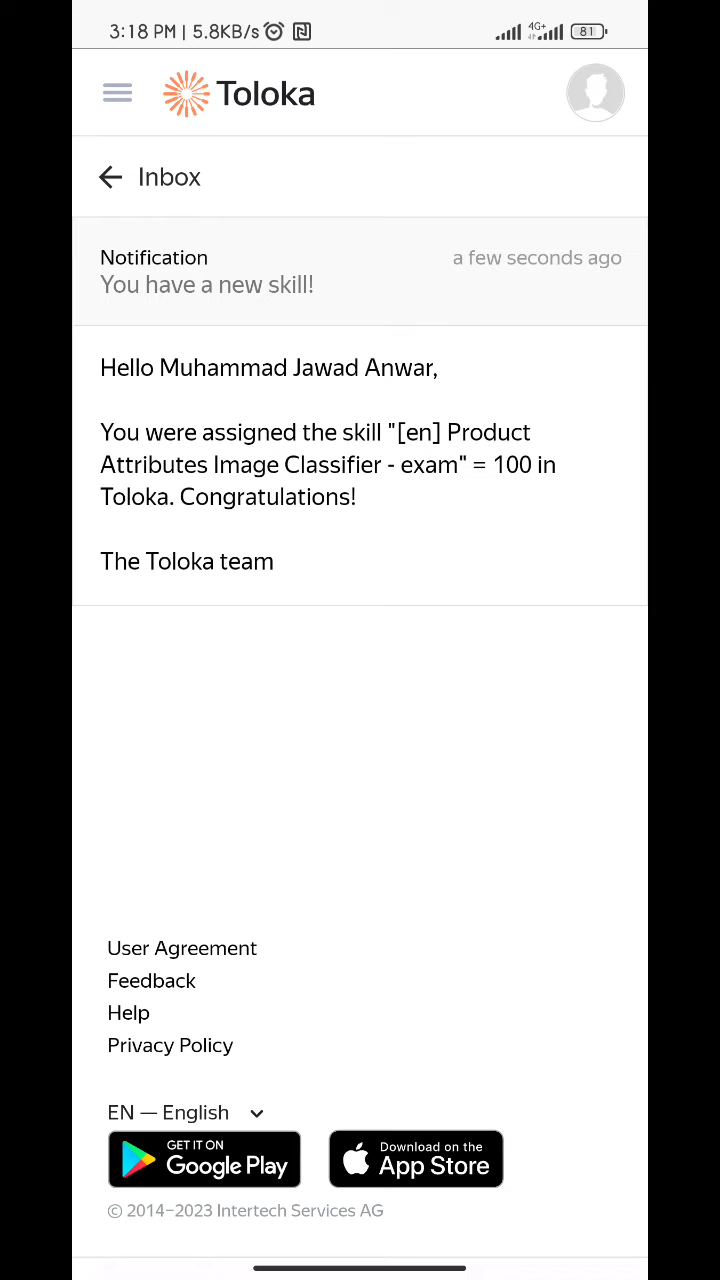 3:18 PM | 5.8KB/s 4G+ 81
Toloka
Inbox
Notification a few seconds ago
You have a new skill!
Hello Muhammad Jawad Anwar,
You were assigned the skill "[en] Product
Attributes Image Classifier - exam" = 100 in
Toloka. Congratulations!
The Toloka team
User Agreement
Feedback
Help
Privacy Policy
EN — English
GET IT ON Download on the
Google Play App Store
© 2014–2023 Intertech Services AG